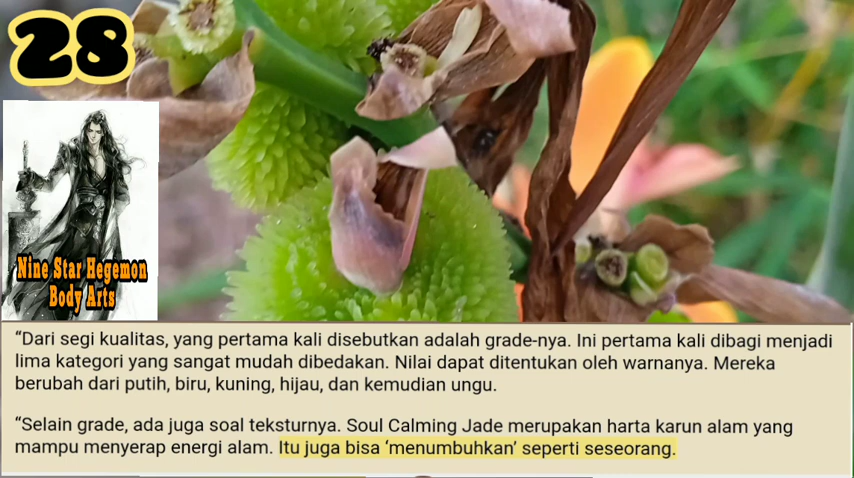 28
Nine Star Hegemon
Body Arts
“Dari segi kualitas, yang pertama kali disebutkan adalah grade-nya. Ini pertama kali dibagi menjadi
lima kategori yang sangat mudah dibedakan. Nilai dapat ditentukan oleh warnanya. Mereka
berubah dari putih, biru, kuning, hijau, dan kemudian ungu.
“Selain grade, ada juga soal teksturnya. Soul Calming Jade merupakan harta karun alam yang
mampu menyerap energi alam. Itu juga bisa ‘menumbuhkan’ seperti seseorang.